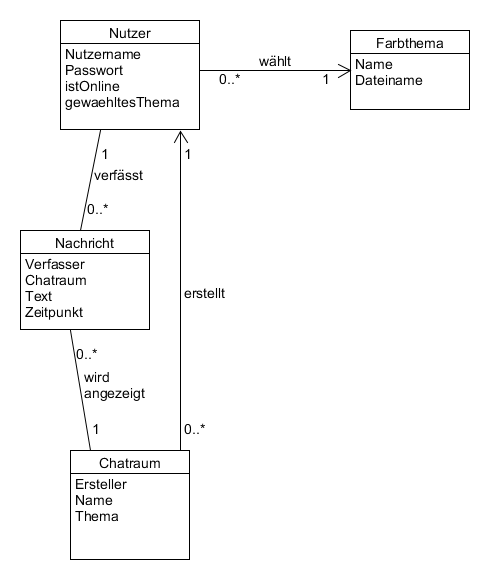 Nutzer
Nutzername
Passwort
istOnline
gewaehltesThema
wählt
0..*
1
Farbthema
Name
Dateiname
1
verfässt
0..*
1
erstellt
0..*
Nachricht
Verfasser
Chatraum
Text
Zeitpunkt
0..*
wird
angezeigt
1
Chatraum
Ersteller
Name
Thema